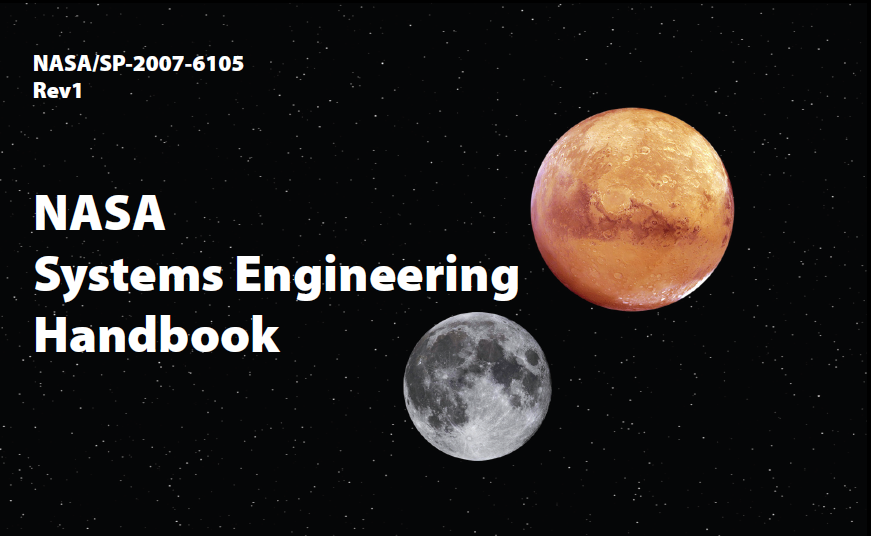 NASA/SP-2007-6105
Rev1
NASA
Systems Engineering
Handbook